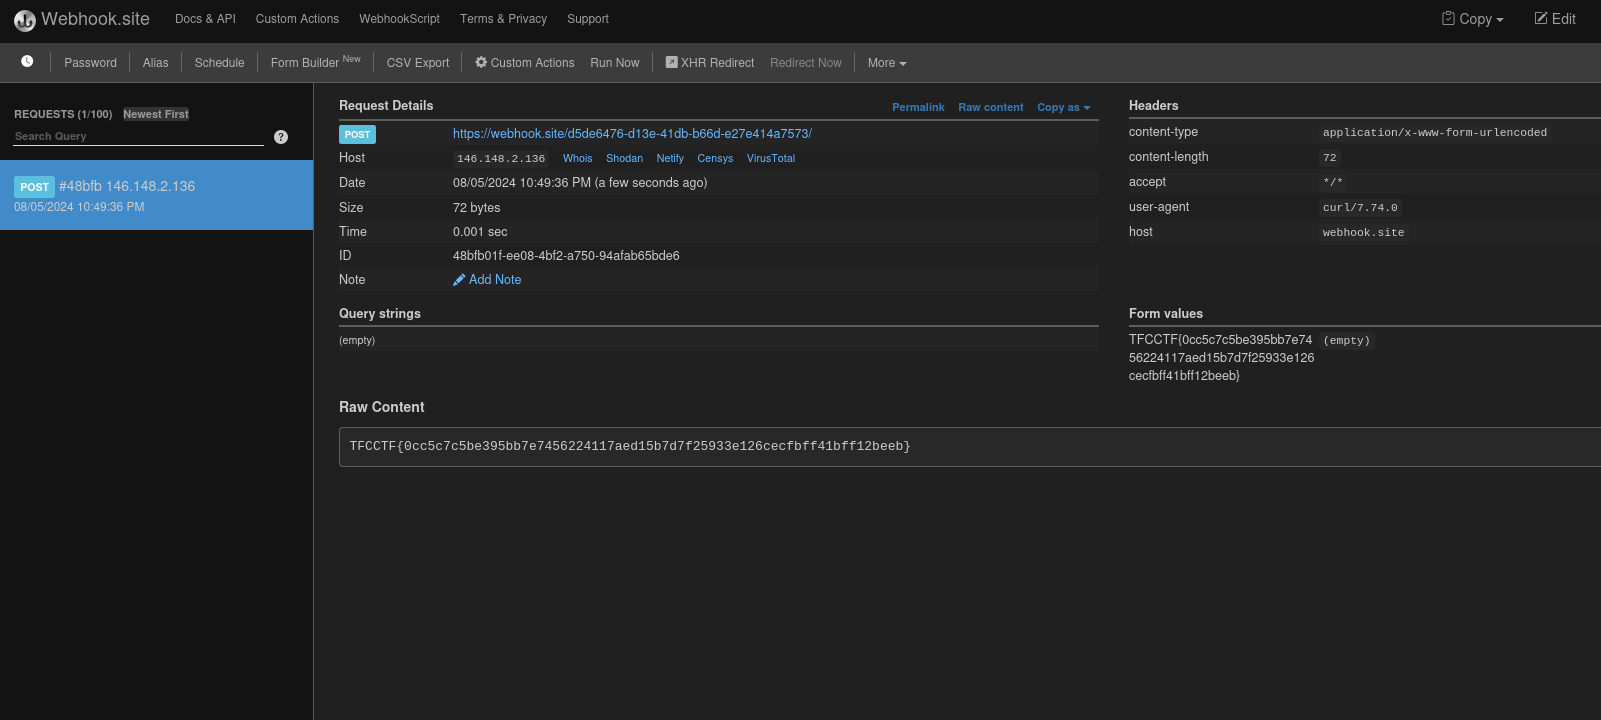 Webhook.site Docs & API Custom Actions WebhookScript Terms & Privacy Support Copy Edit
Password Alias Schedule Form Builder New CSV Export Custom Actions Run Now XHR Redirect Redirect Now More
REQUESTS (1/100) Newest First
Search Query ?
POST #48bfb 146.148.2.136
08/05/2024 10:49:36 PM
Request Details Permalink Raw content Copy as
POST https://webhook.site/d5de6476-d13e-41db-b66d-e27e414a7573/
Host 146.148.2.136 Whois Shodan Netify Censys VirusTotal
Date 08/05/2024 10:49:36 PM (a few seconds ago)
Size 72 bytes
Time 0.001 sec
ID 48bfb01f-ee08-4bf2-a750-94afab65bde6
Note Add Note
Headers
content-type application/x-www-form-urlencoded
content-length 72
accept */*
user-agent curl/7.74.0
host webhook.site
Query strings
(empty)
Form values
TFCCTF{0cc5c7c5be395bb7e74 (empty)
56224117aed15b7d7f25933e126
cecfbff41bff12beeb}
Raw Content
TFCCTF{0cc5c7c5be395bb7e7456224117aed15b7d7f25933e126cecfbff41bff12beeb}